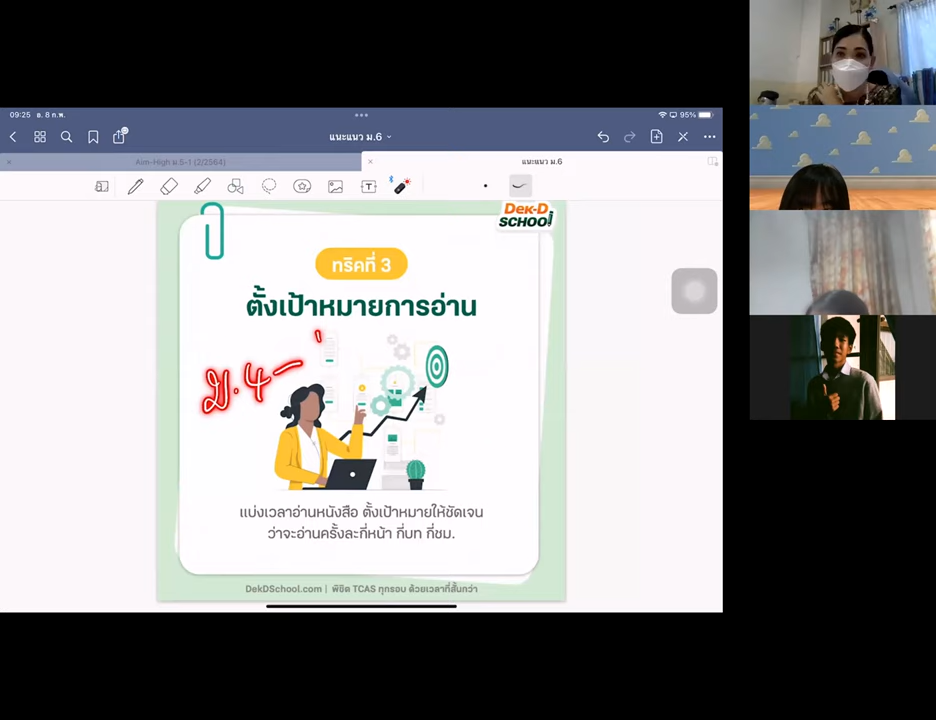 09:25 อ. 8 ก.พ.
95%
แนะแนว ม.6
Aim-High ม.5-1 (2/2564)
แนะแนว ม.6
T
Dek-D
SCHOOl
ทริคที่ 3
ตั้งเป้าหมายการอ่าน
ม.4-
แบ่งเวลาอ่านหนังสือ ตั้งเป้าหมายให้ชัดเจน
ว่าจะอ่านครั้งละกี่หน้า กี่บท กี่ชม.
DekDSchool.com | พิชิต TCAS ทุกรอบ ด้วยเวลาที่สั้นกว่า